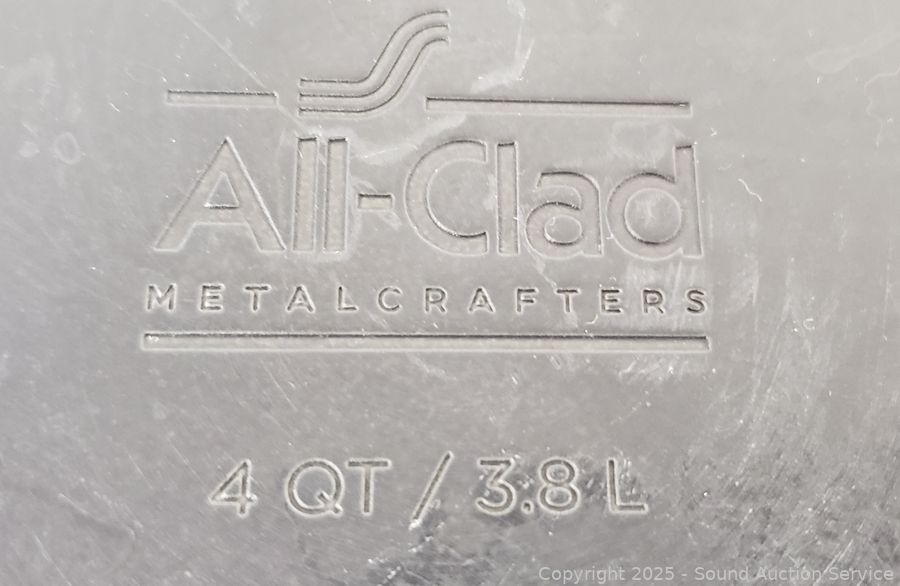 All-Clad
METALCRAFTERS
4 QT / 3.8 L
Copyright 2025 - Sound Auction Service